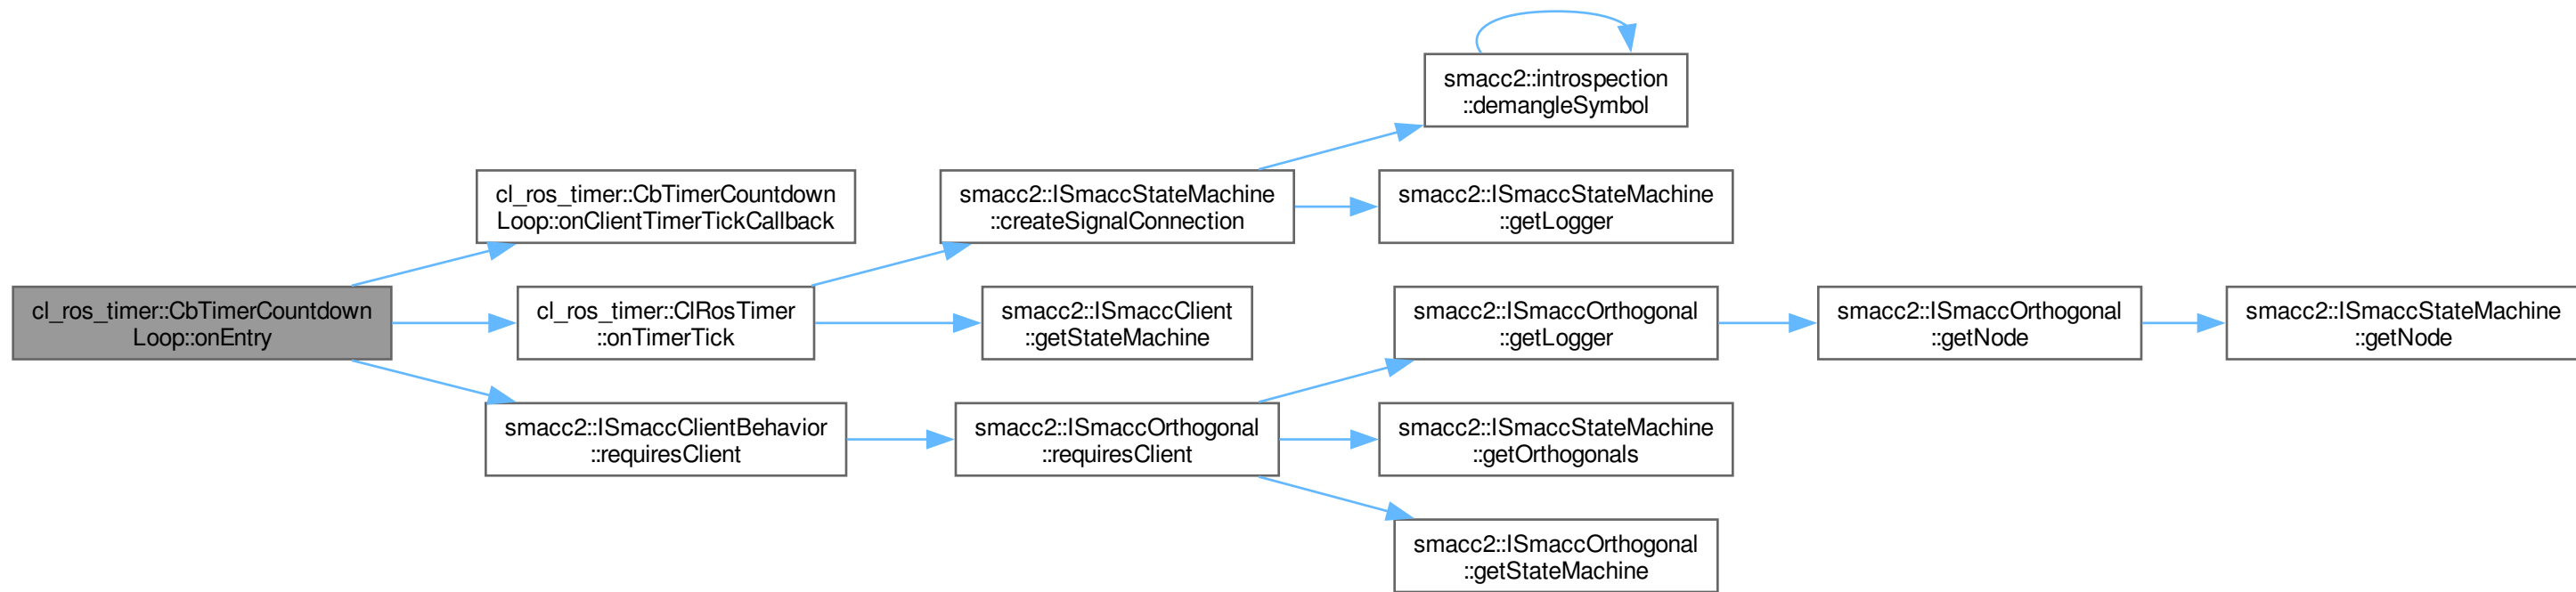 smacc2::introspection
::demangleSymbol
cl_ros_timer::CbTimerCountdown
Loop::onClientTimerTickCallback
smacc2::ISmaccStateMachine
::createSignalConnection
smacc2::ISmaccStateMachine
::getLogger
cl_ros_timer::CbTimerCountdown
Loop::onEntry
cl_ros_timer::ClRosTimer
::onTimerTick
smacc2::ISmaccClient
::getStateMachine
smacc2::ISmaccOrthogonal
::getLogger
smacc2::ISmaccOrthogonal
::getNode
smacc2::ISmaccStateMachine
::getNode
smacc2::ISmaccClientBehavior
::requiresClient
smacc2::ISmaccOrthogonal
::requiresClient
smacc2::ISmaccStateMachine
::getOrthogonals
smacc2::ISmaccOrthogonal
::getStateMachine